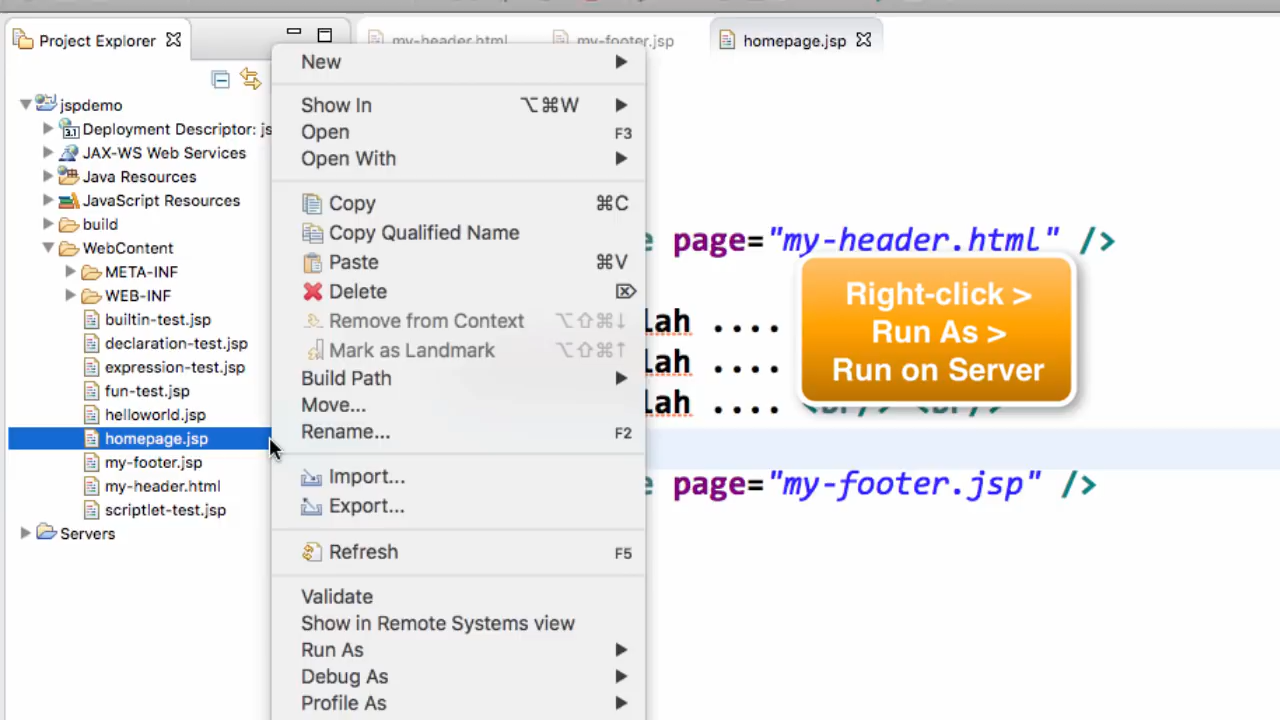 Project Explorer
my-header.html
my-footer.jsp
homepage.jsp
jspdemo
Deployment Descriptor: js
JAX-WS Web Services
Java Resources
JavaScript Resources
build
WebContent
META-INF
WEB-INF
builtin-test.jsp
declaration-test.jsp
expression-test.jsp
fun-test.jsp
helloworld.jsp
homepage.jsp
my-footer.jsp
my-header.html
scriptlet-test.jsp
Servers
New
Show In ⌥⌘W
Open F3
Open With
Copy ⌘C
Copy Qualified Name
Paste ⌘V
Delete ⌦
Remove from Context ⌥⇧⌘↓
Mark as Landmark ⌥⇧⌘↑
Build Path
Move...
Rename... F2
Import...
Export...
Refresh F5
Validate
Show in Remote Systems view
Run As
Debug As
Profile As
page="my-header.html" />
lah ....
lah ....
lah .... <br/> <br/>
page="my-footer.jsp" />
Right-click >
Run As >
Run on Server